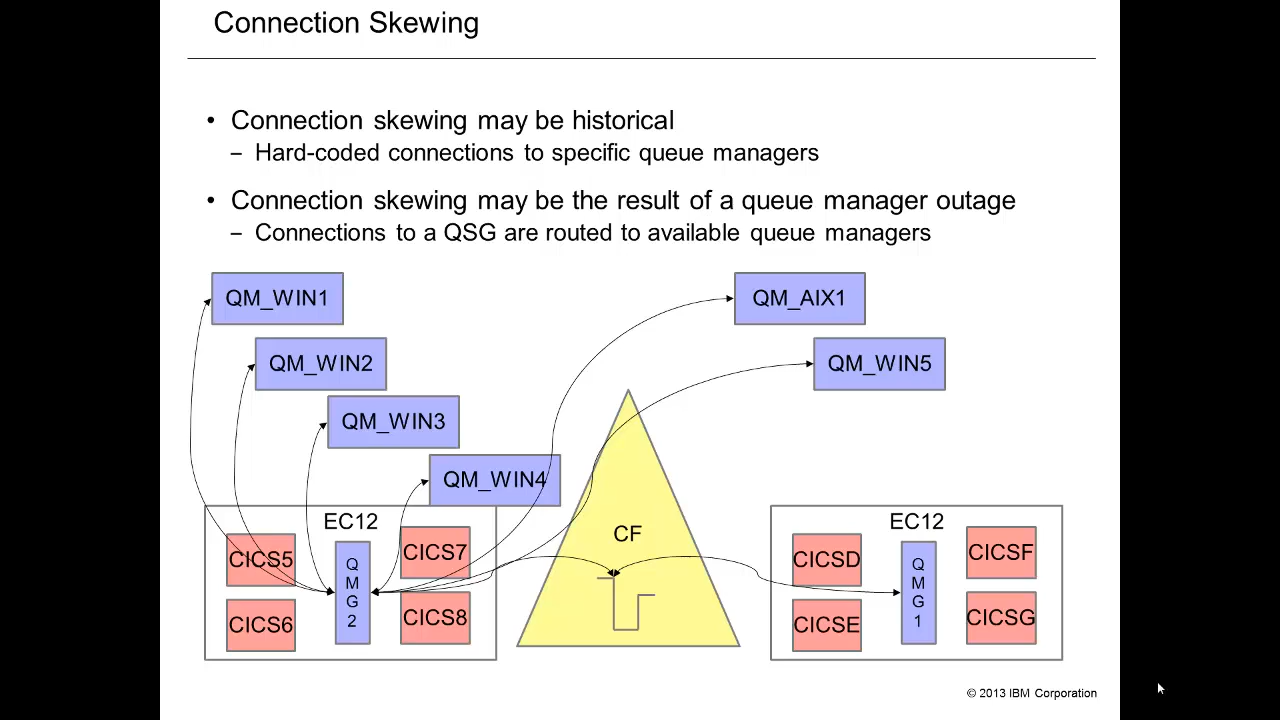 Connection Skewing
• Connection skewing may be historical
– Hard-coded connections to specific queue managers
• Connection skewing may be the result of a queue manager outage
– Connections to a QSG are routed to available queue managers
QM_WIN1
QM_AIX1
QM_WIN2
QM_WIN5
QM_WIN3
QM_WIN4
EC12
CICS5
CICS7
QMG2
CICS6
CICS8
CF
EC12
CICSD
CICSF
QMG1
CICSE
CICSG
© 2013 IBM Corporation